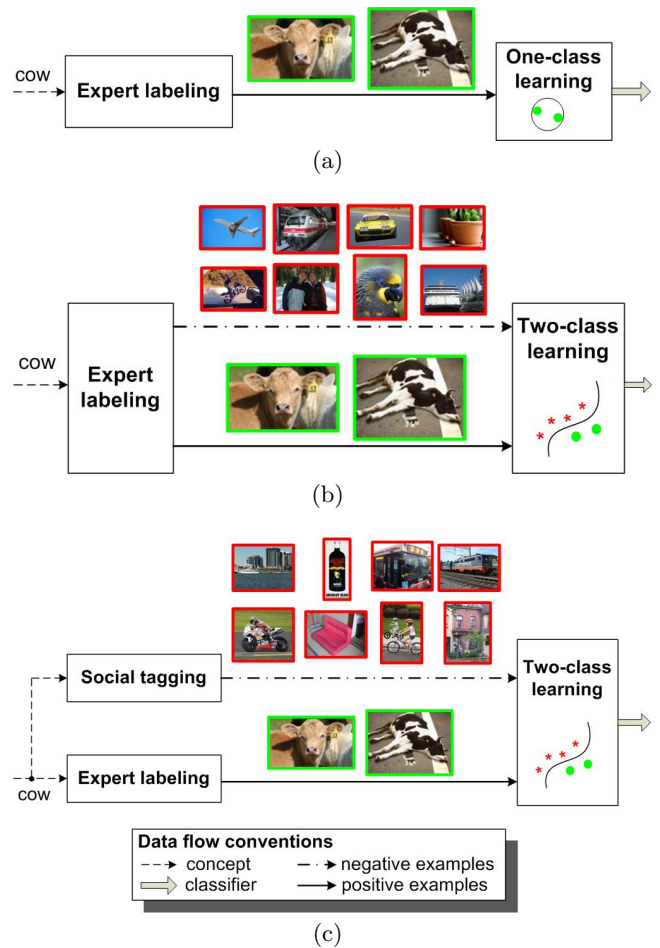 cow
Expert labeling
One-class
learning
(a)
cow
Expert
labeling
Two-class
learning
(b)
Social tagging
Expert labeling
cow
Two-class
learning
Data flow conventions
concept
negative examples
classifier
positive examples
(c)